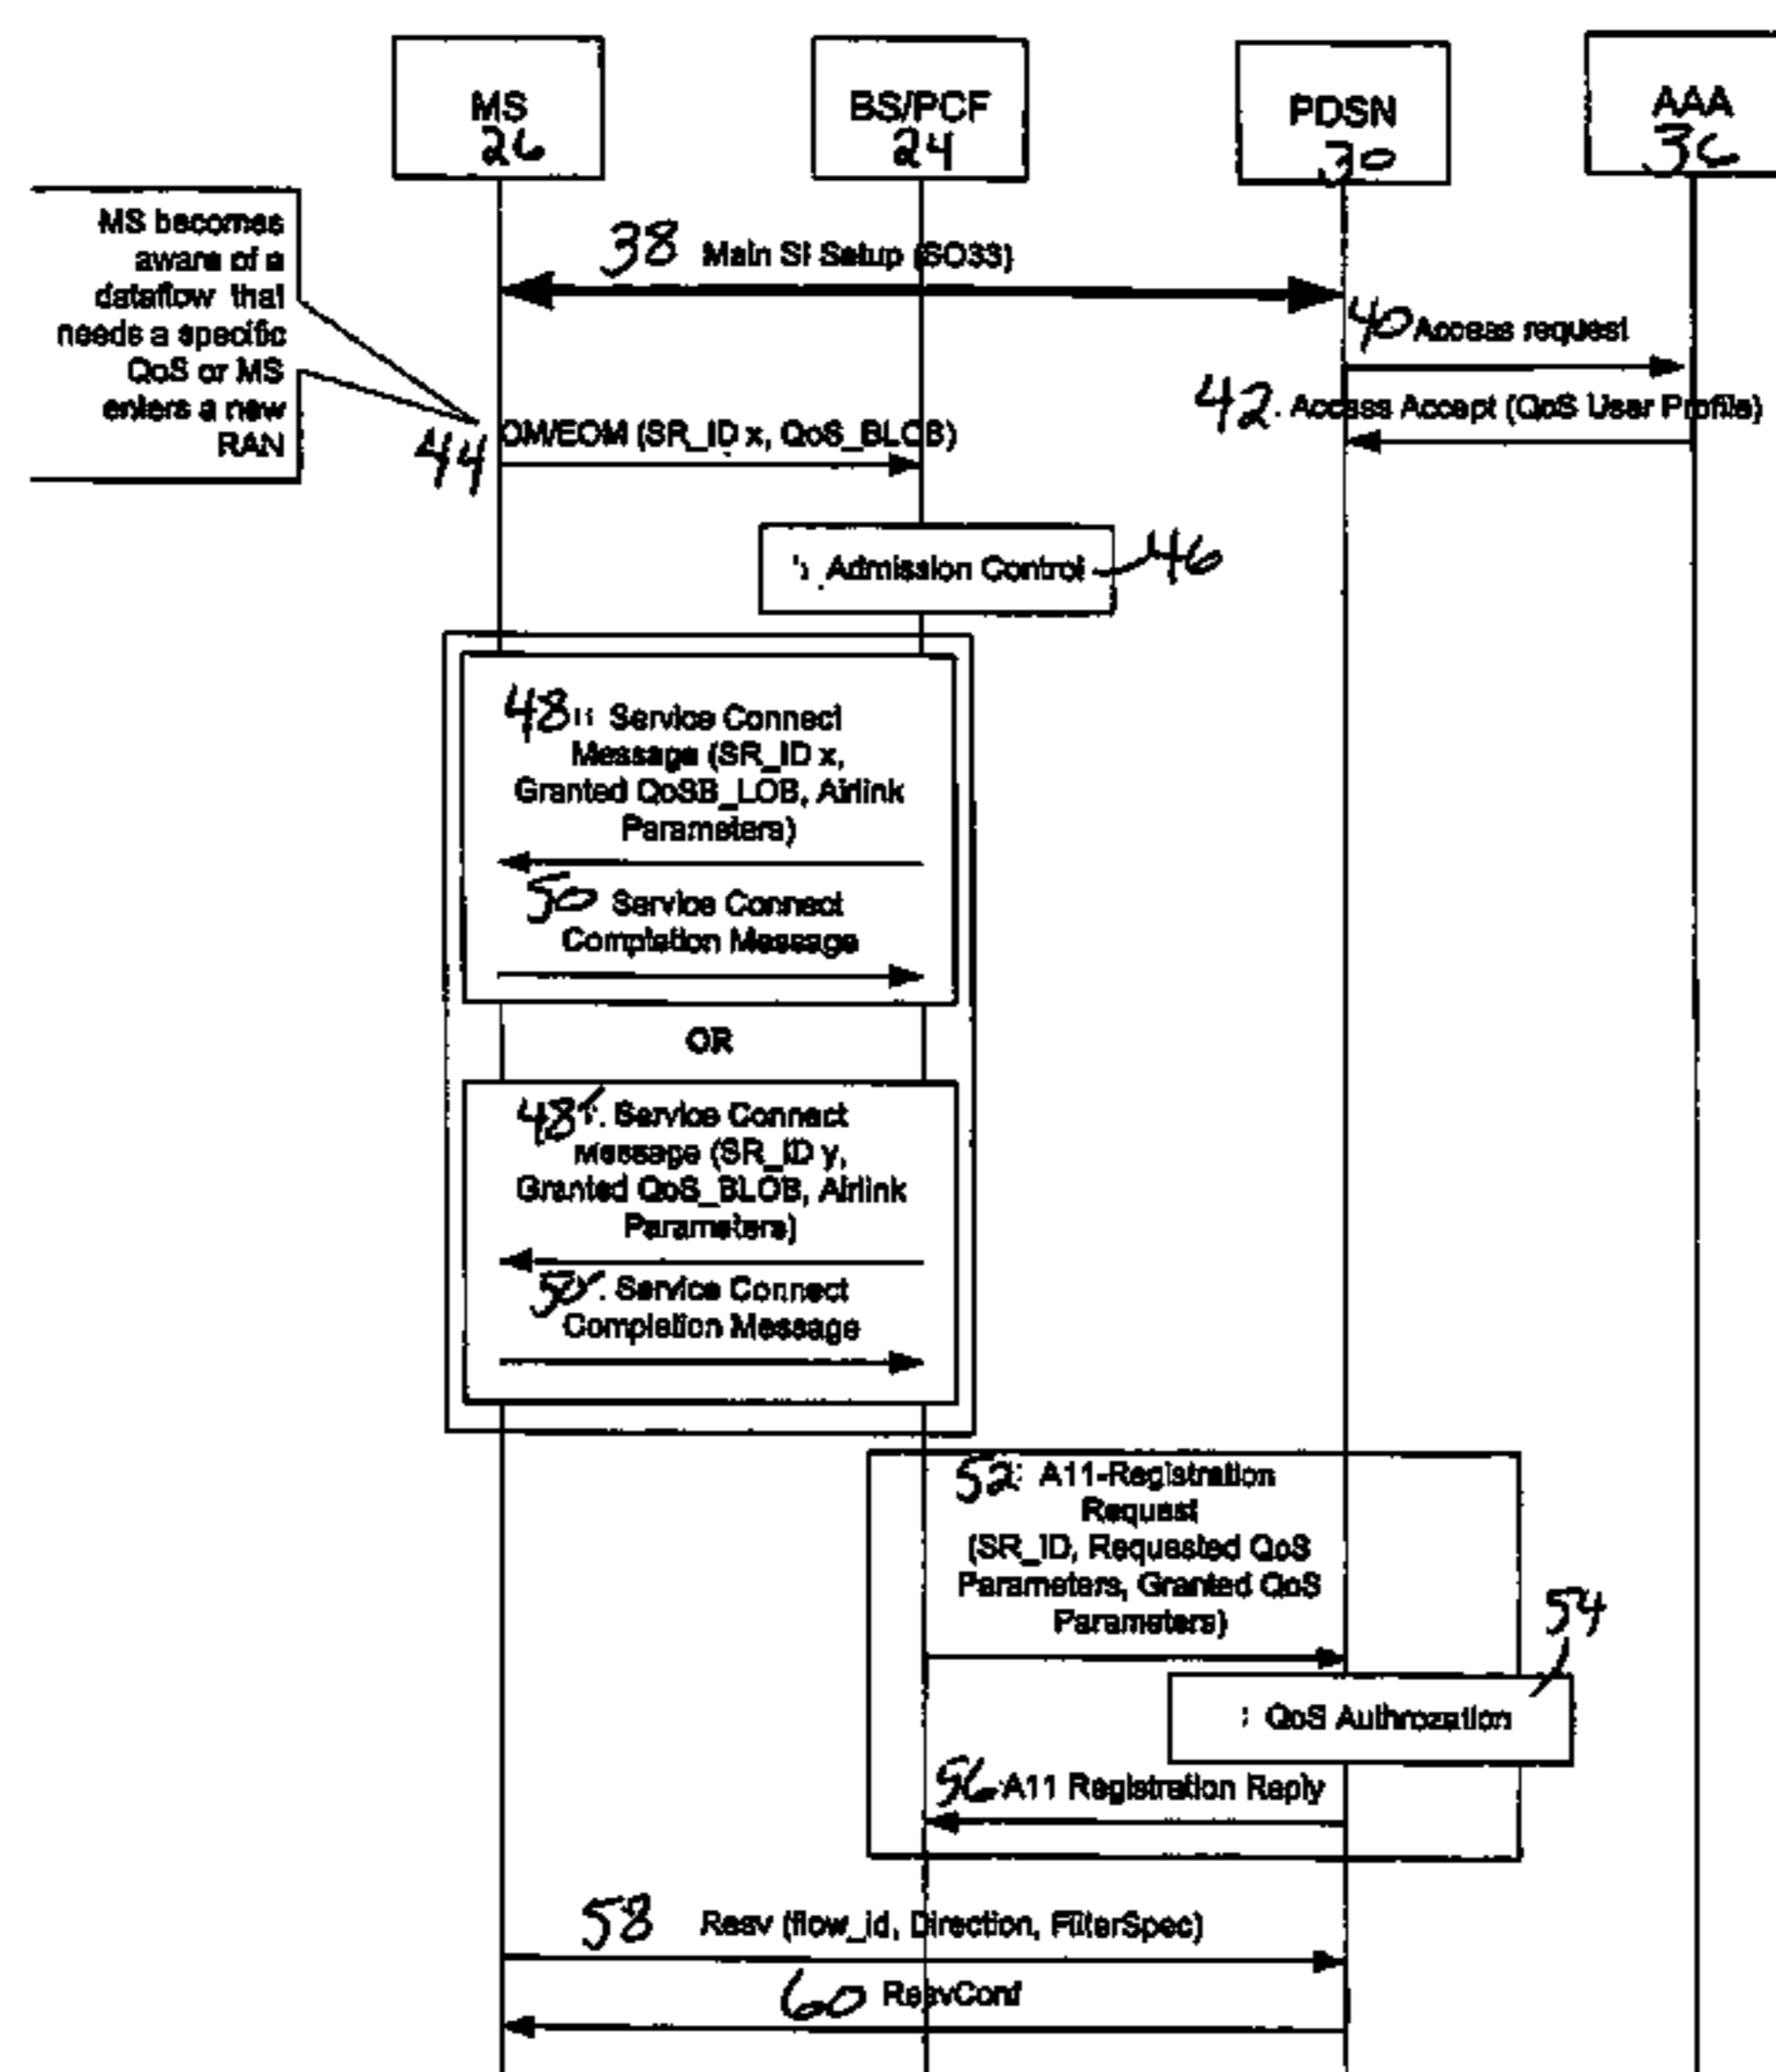 MS
26
BS/PCF
24
PDSN
30
AAA
36
MS becomes
aware of a
dataflow that
needs a specific
QoS or MS
enters a new
RAN
38 Main SI Setup (SO33)
40 Access request
42. Access Accept (QoS User Profile)
44 OM/EOM (SR_ID x, QoS_BLOB)
Admission Control 46
48 Service Connect
Message (SR_ID x,
Granted QoSB_LOB, Airlink
Parameters)
50 Service Connect
Completion Message
OR
48'. Service Connect
Message (SR_ID y,
Granted QoS_BLOB, Airlink
Parameters)
50'. Service Connect
Completion Message
52 A11-Registration
Request
(SR_ID, Requested QoS
Parameters, Granted QoS
Parameters)
54
QoS Authrozation
56 A11 Registration Reply
58 Resv (flow_id, Direction, FilterSpec)
60 ResvConf